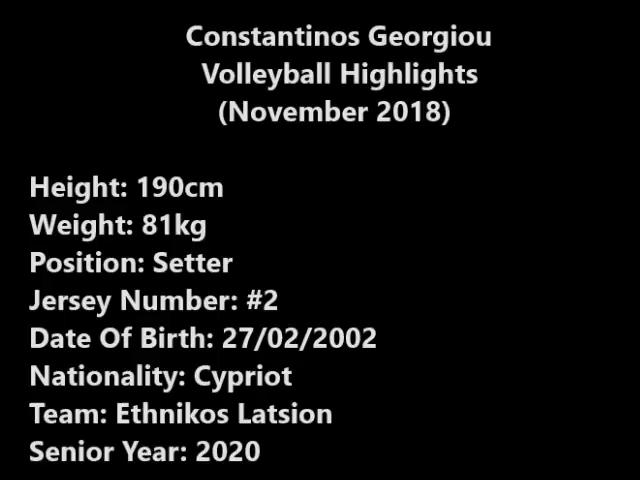 Constantinos Georgiou
Volleyball Highlights
(November 2018)
Height: 190cm
Weight: 81kg
Position: Setter
Jersey Number: #2
Date Of Birth: 27/02/2002
Nationality: Cypriot
Team: Ethnikos Latsion
Senior Year: 2020